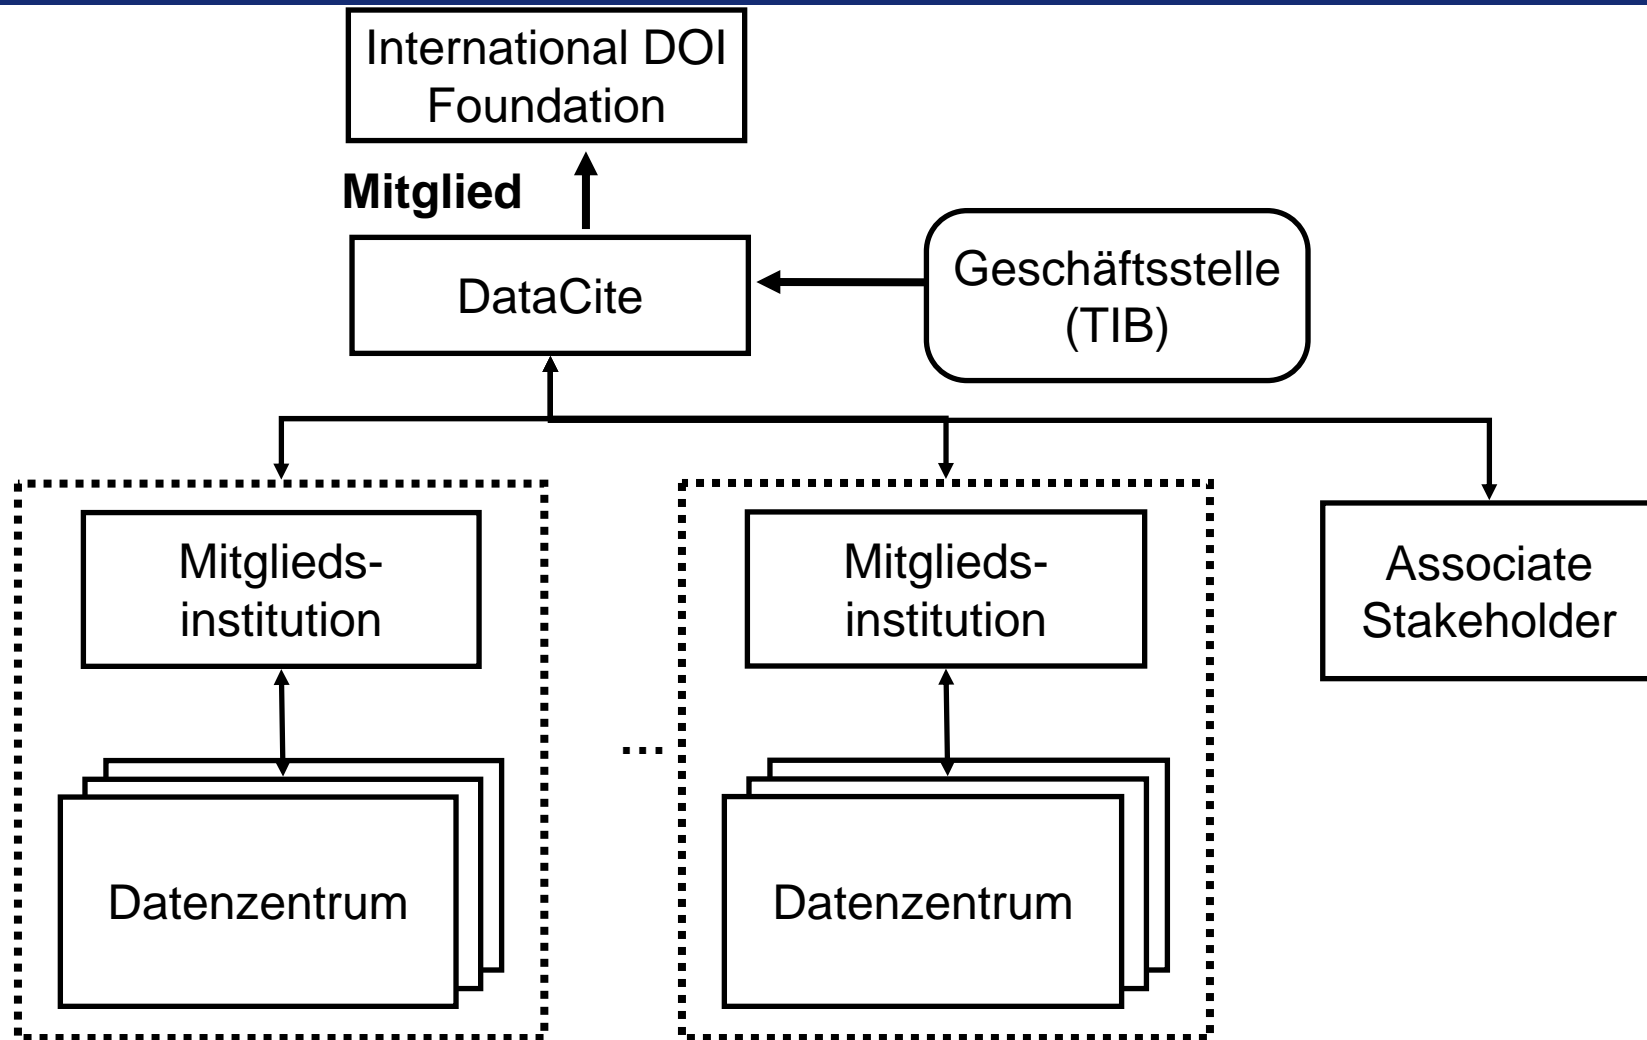 International DOI
Foundation
Mitglied
DataCite
Geschäftsstelle
(TIB)
Mitglieds-
institution
Mitglieds-
institution
Associate
Stakeholder
...
Datenzentrum
Datenzentrum